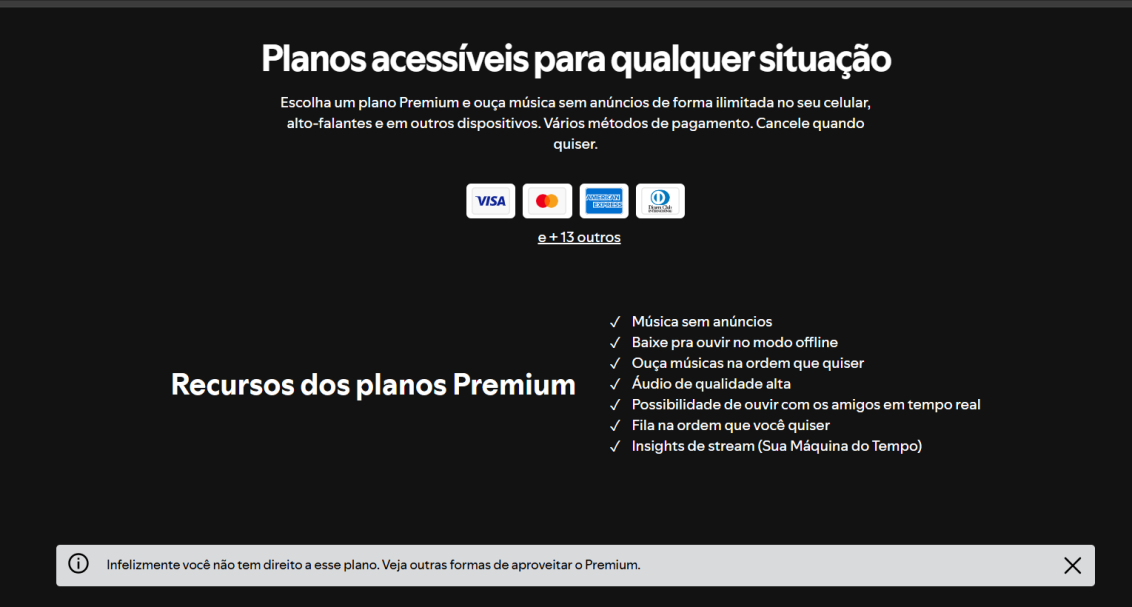 Planos acessíveis para qualquer situação
Escolha um plano Premium e ouça música sem anúncios de forma ilimitada no seu celular,
alto-falantes e em outros dispositivos. Vários métodos de pagamento. Cancele quando
quiser.
VISA
AMERICAN
EXPRESS
Diners Club
INTERNATIONAL
e + 13 outros
Recursos dos planos Premium
Música sem anúncios
Baixe pra ouvir no modo offline
Ouça músicas na ordem que quiser
Áudio de qualidade alta
Possibilidade de ouvir com os amigos em tempo real
Fila na ordem que você quiser
Insights de stream (Sua Máquina do Tempo)
Infelizmente você não tem direito a esse plano. Veja outras formas de aproveitar o Premium.